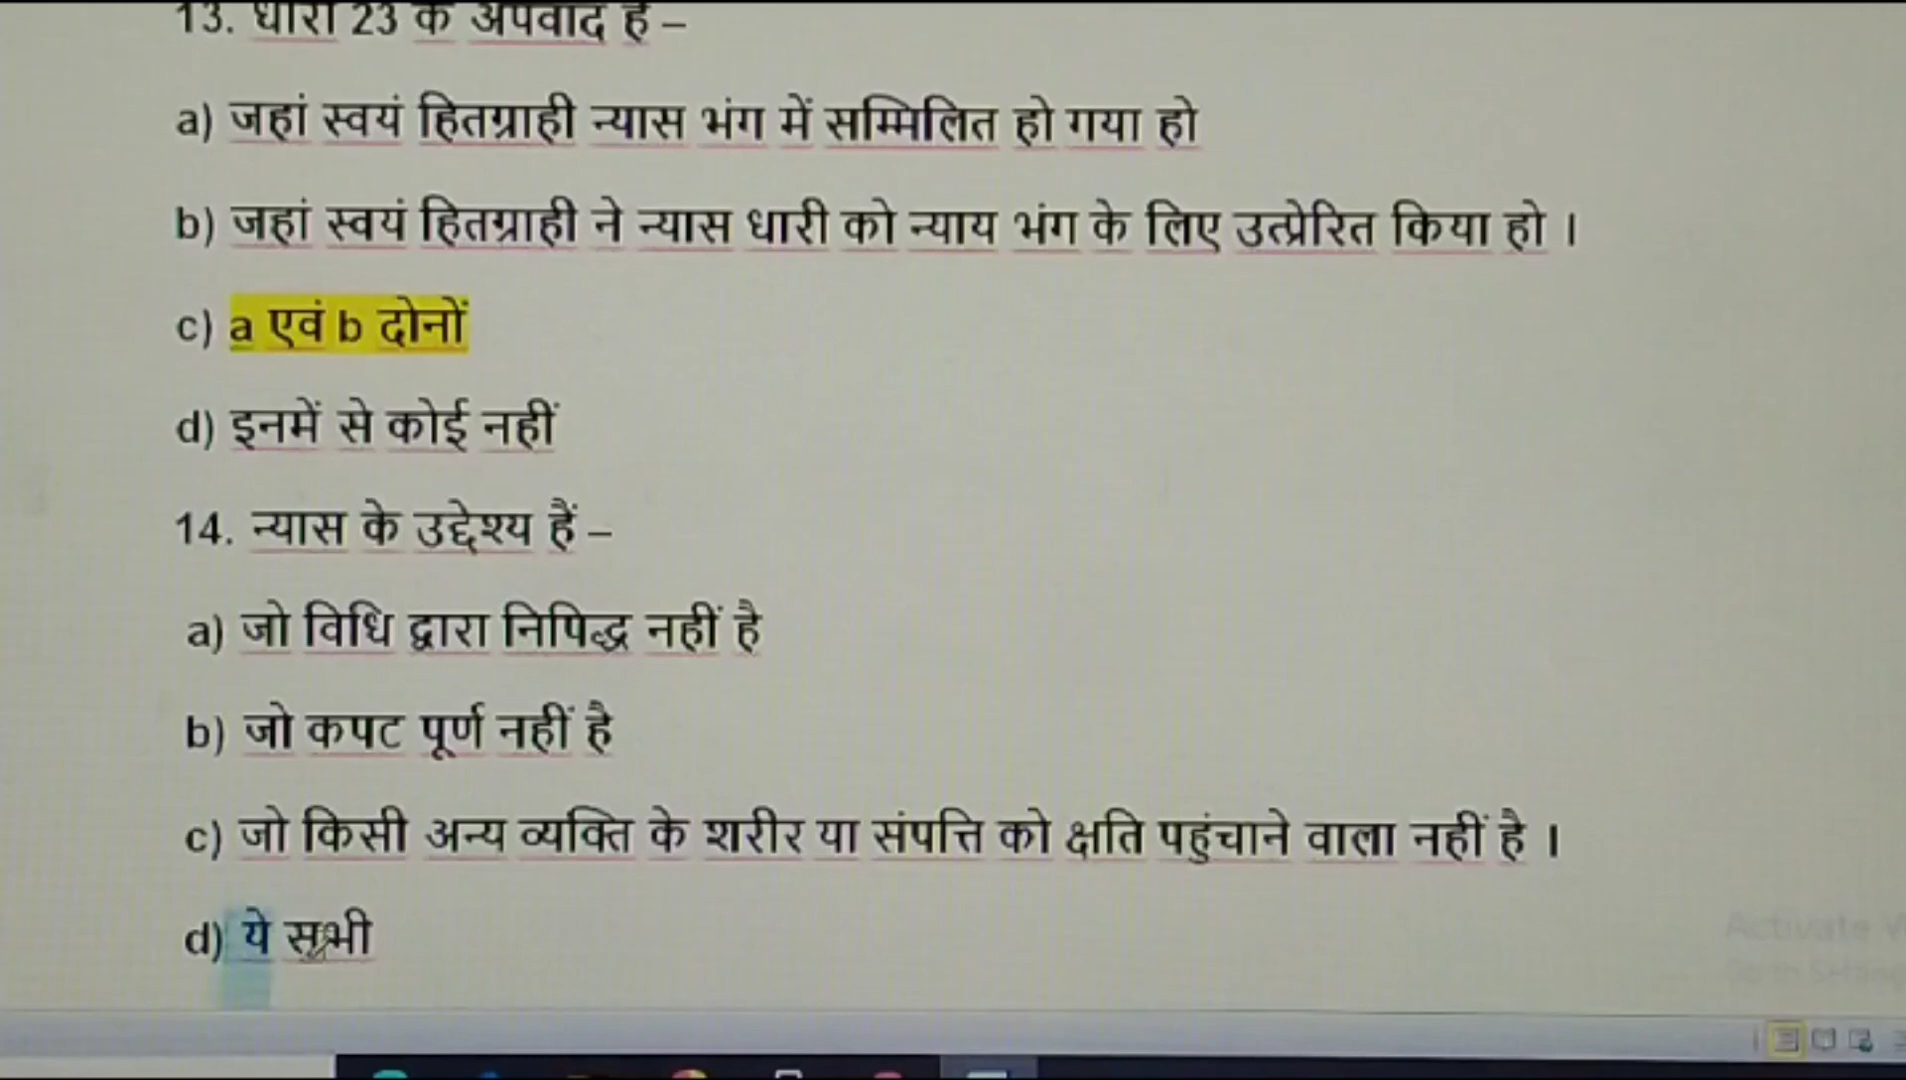 13. धारा 23 के अपवाद है –
a) जहां स्वयं हितग्राही न्यास भंग में सम्मिलित हो गया हो
b) जहां स्वयं हितग्राही ने न्यास धारी को न्याय भंग के लिए उत्प्रेरित किया हो ।
c) a एवं b दोनों
d) इनमें से कोई नहीं
14. न्यास के उद्देश्य हैं –
a) जो विधि द्वारा निपिद्ध नहीं है
b) जो कपट पूर्ण नहीं है
c) जो किसी अन्य व्यक्ति के शरीर या संपत्ति को क्षति पहुंचाने वाला नहीं है ।
d) ये सभी
Activate